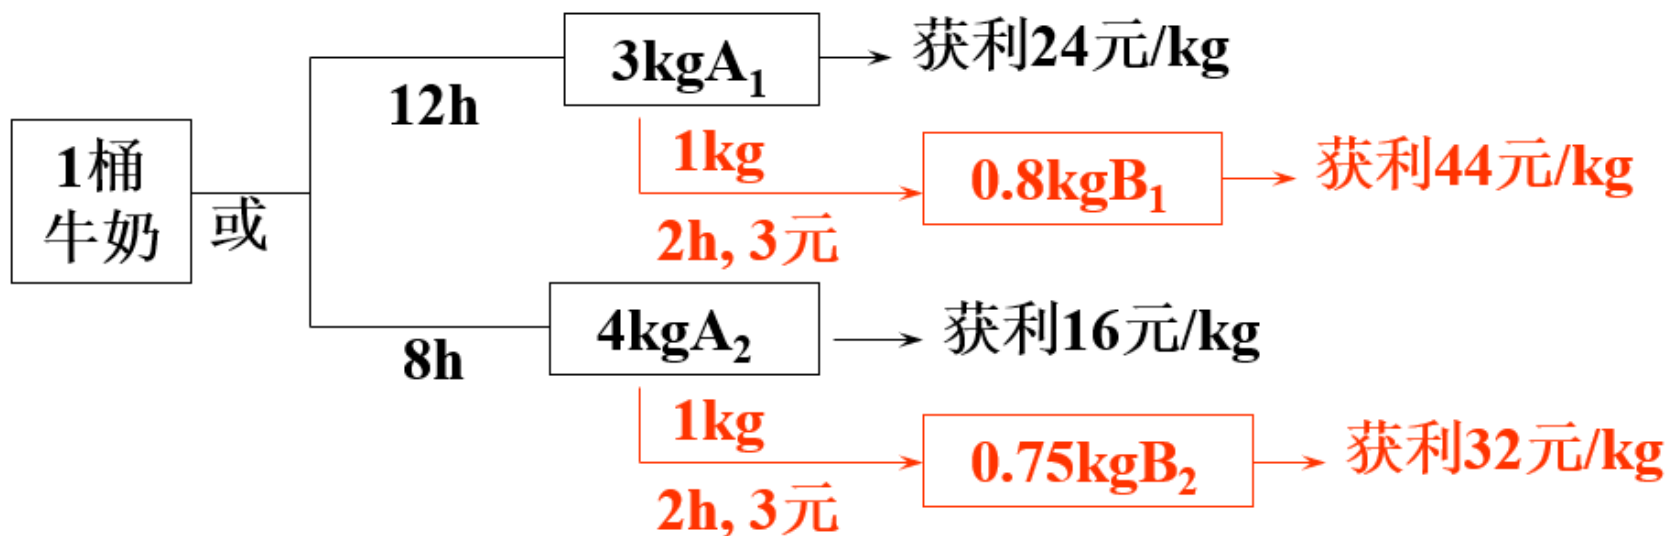 1桶
牛奶
或
12h
3kgA₁
获利24元/kg
1kg
2h, 3元
0.8kgB₁
获利44元/kg
8h
4kgA₂
获利16元/kg
1kg
2h, 3元
0.75kgB₂
获利32元/kg